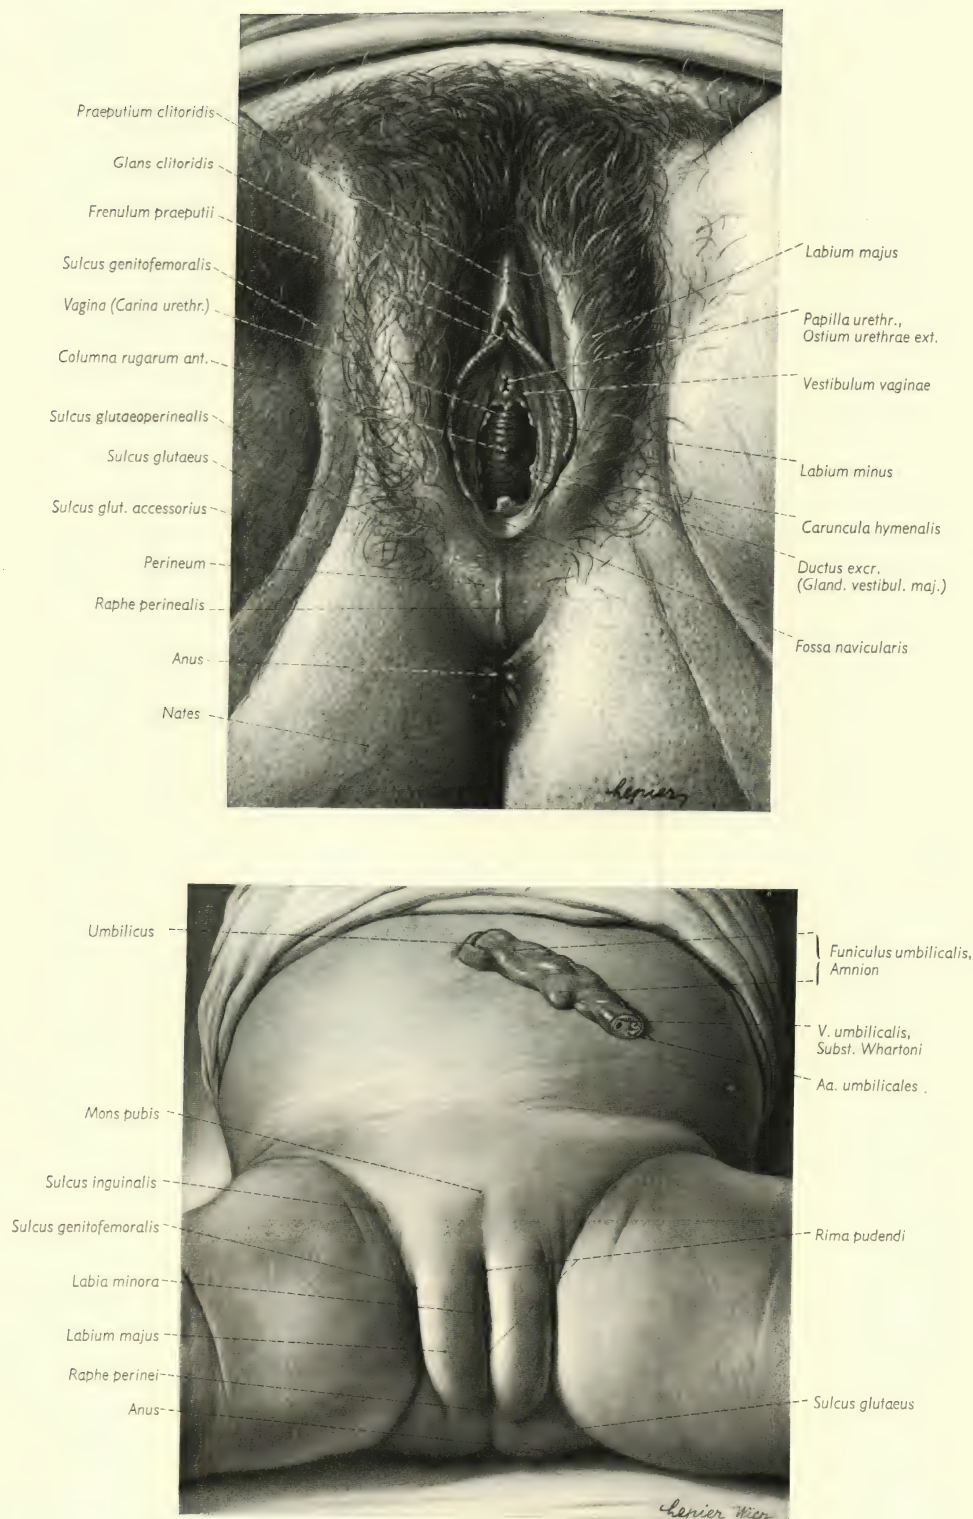 Praeputium clitoridis
Glans clitoridis
Frenulum praeputii
Sulcus genitofemoralis
Vagina (Carina urethr.)
Columna rugarum ant.
Sulcus glutaeoperinealis
Sulcus glutaeus
Sulcus glut. accessorius
Perineum
Raphe perinealis
Anus
Nates
Labium majus
Papilla urethr.,
Ostium urethrae ext.
Vestibulum vaginae
Labium minus
Caruncula hymenalis
Ductus excr.
(Gland. vestibul. maj.)
Fossa navicularis
lepier
Umbilicus
Mons pubis
Sulcus inguinalis
Sulcus genitofemoralis
Labia minora
Labium majus
Raphe perinei
Anus
Funiculus umbilicalis,
Amnion
V. umbilicalis,
Subst. Whartoni
Aa. umbilicales
Rima pudendi
Sulcus glutaeus
lepier Wien